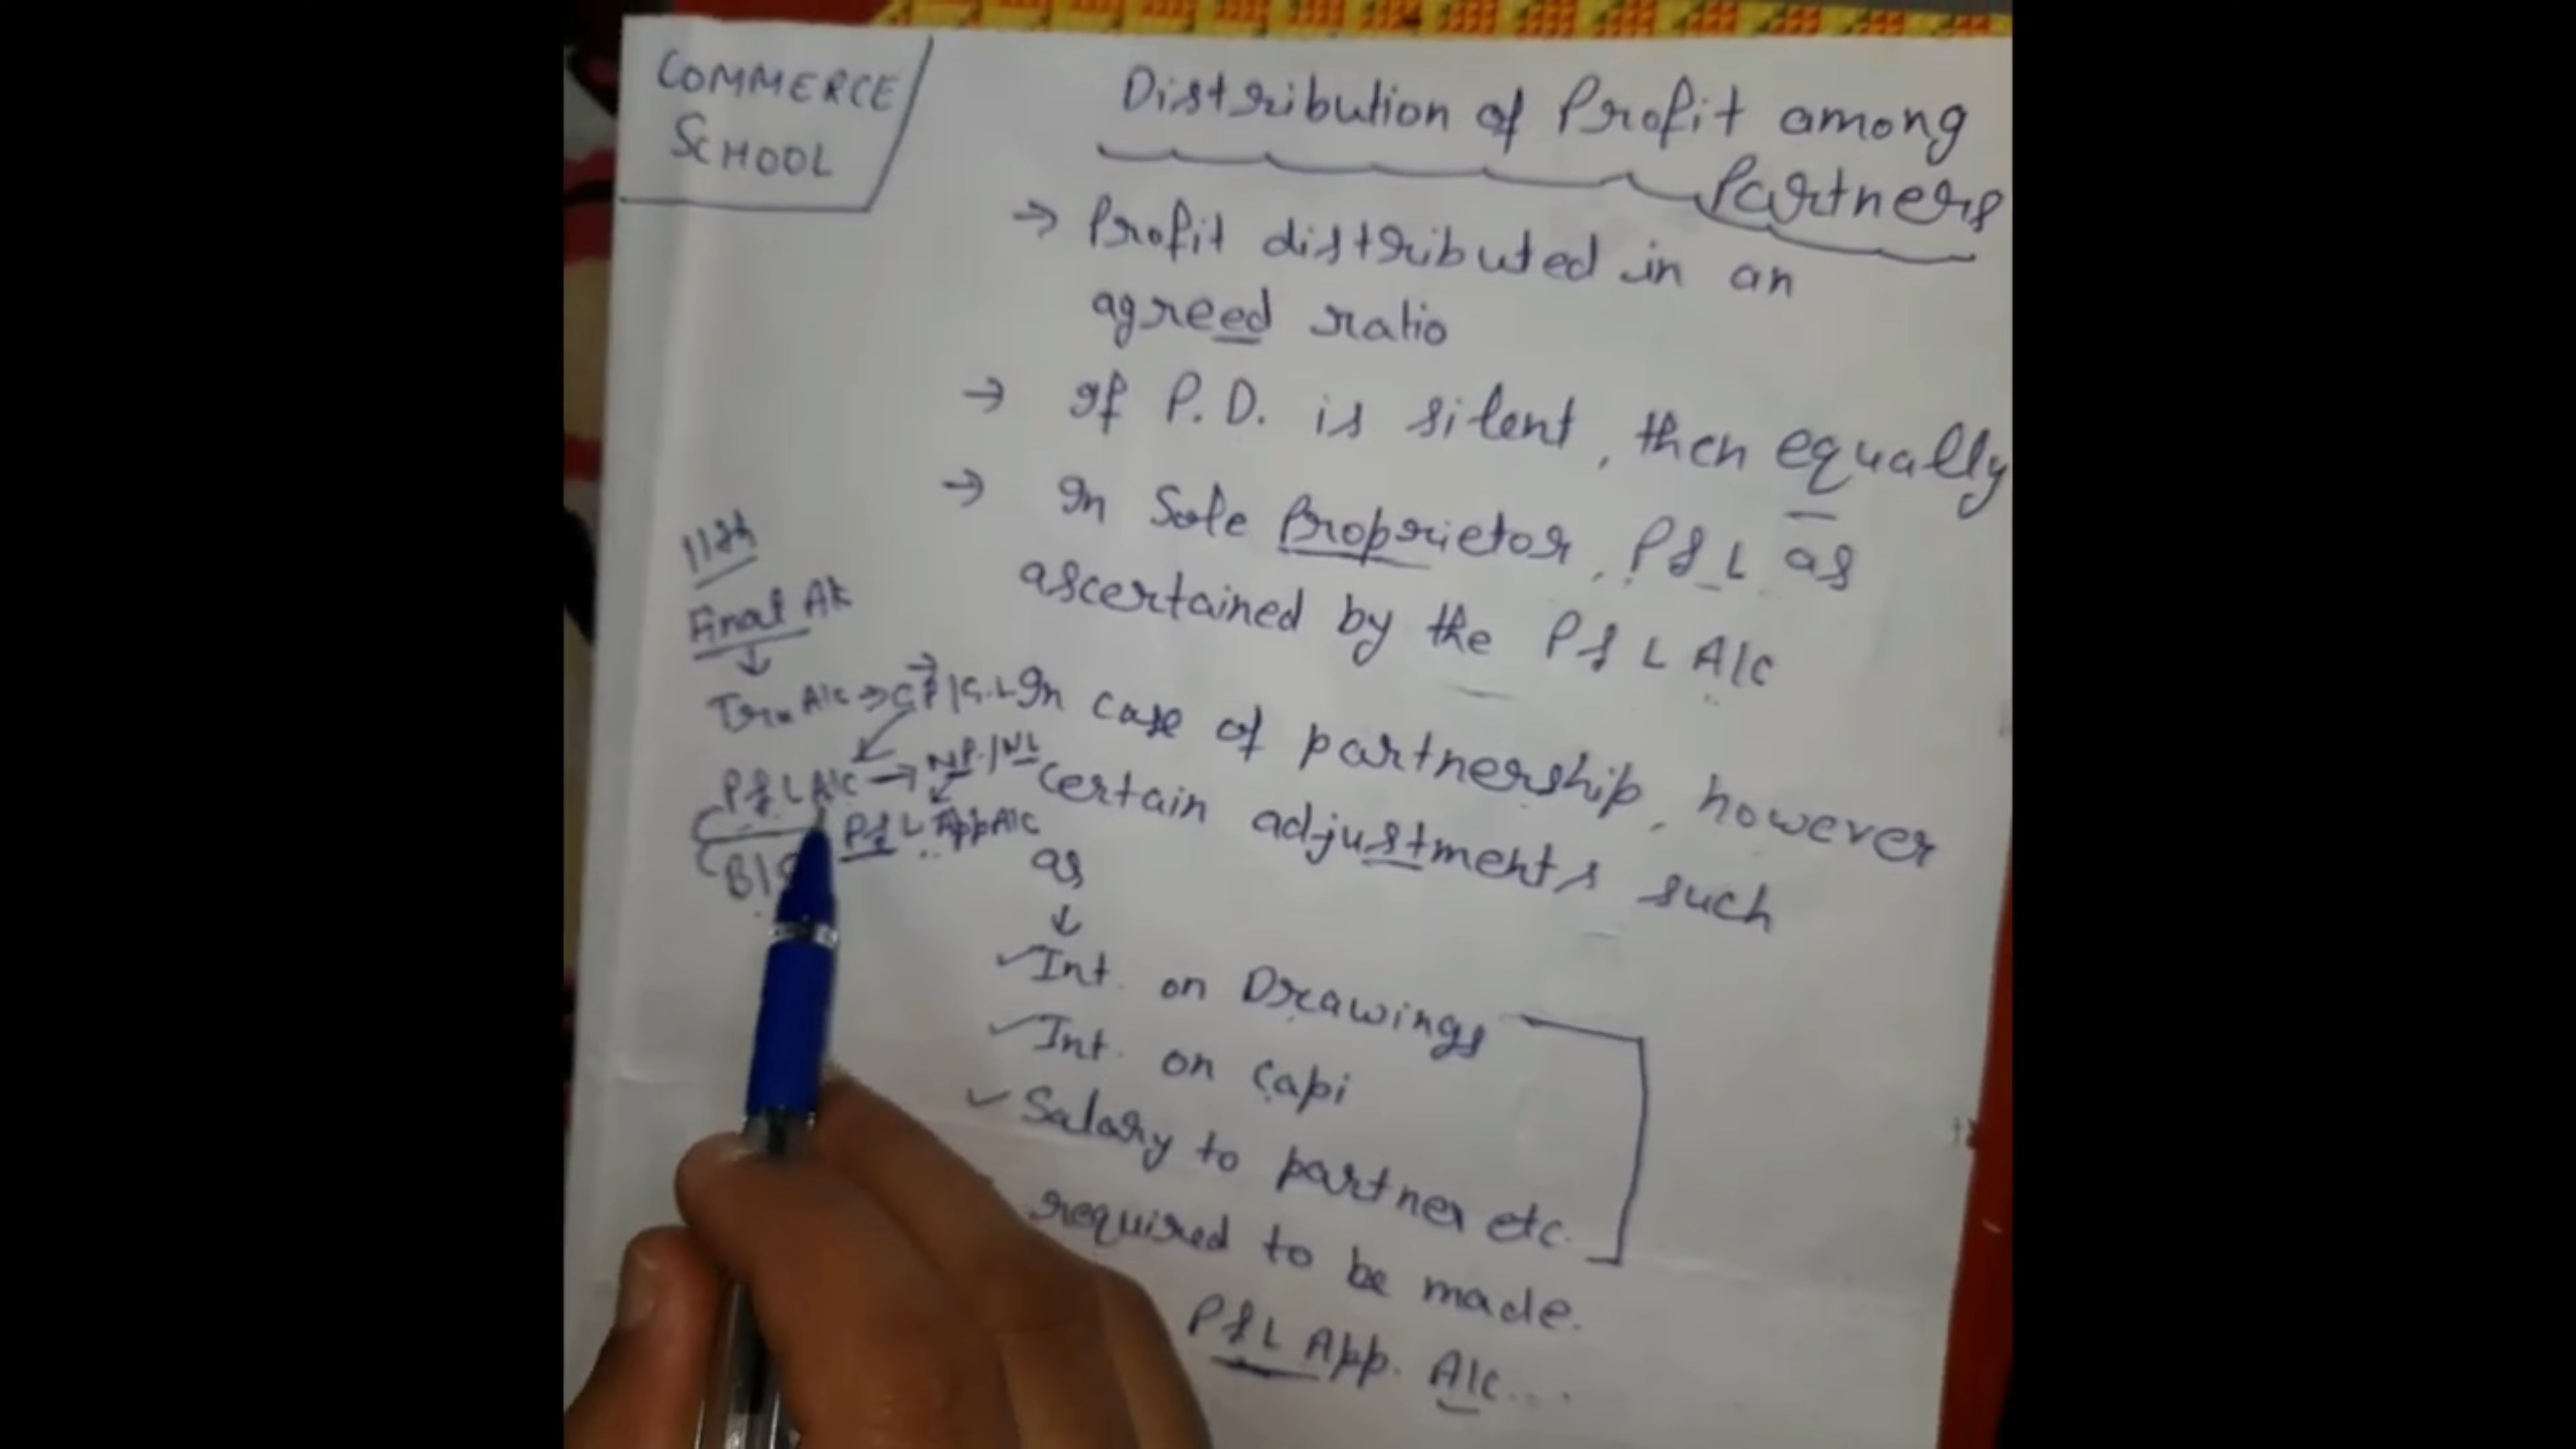 COMMERCE
SCHOOL
Distribution of Profit among
Partners
→ Profit distributed in an
agreed ratio
→ If P.D. is silent, then equally
→ In Sole Proprietor, P&L as
ascertained by the P&L A/c
→ In case of partnership, however
certain adjustments such
as
↓
✓ Int. on Drawings
✓ Int. on Capi
✓ Salary to partner etc.
required to be made.
P&L App. A/c...
11th
Final A/c
↓
A/c → G.P/G.L
P&L A/c → NP./NL
P&L App A/c